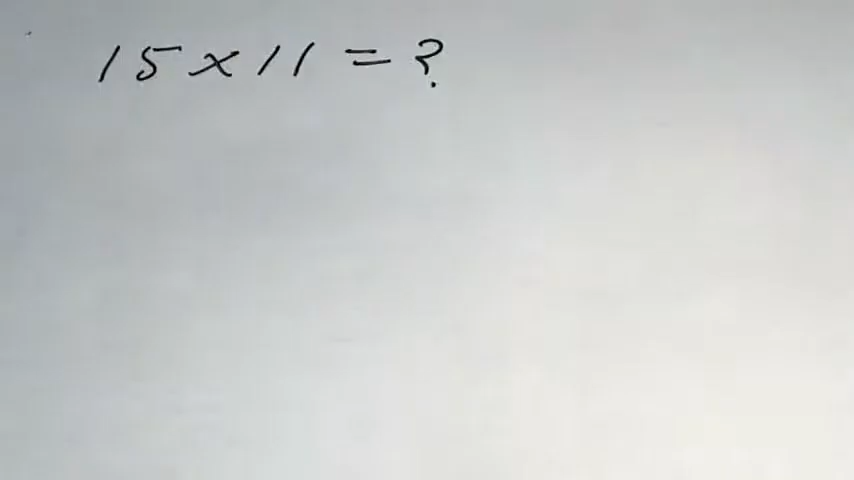 15 × 11 = ?